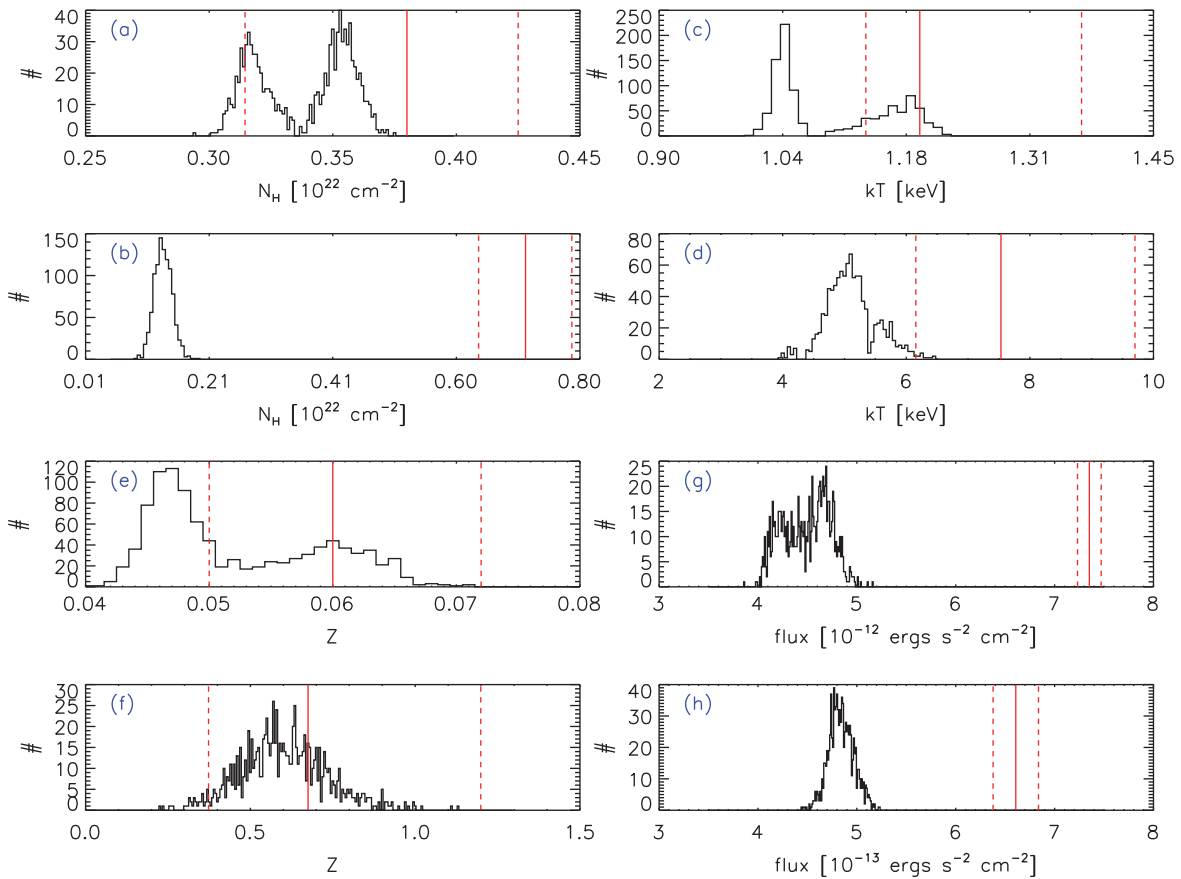 (a)
#
40
30
20
10
0
0.25 0.30 0.35 0.40 0.45
N_H [10^22 cm^−2]
(c)
#
250
200
150
100
50
0
0.90 1.04 1.18 1.31 1.45
kT [keV]
(b)
#
150
100
50
0
0.01 0.21 0.41 0.60 0.80
N_H [10^22 cm^−2]
(d)
#
80
60
40
20
0
2 4 6 8 10
kT [keV]
(e)
#
120
100
80
60
40
20
0
0.04 0.05 0.06 0.07 0.08
Z
(g)
#
25
20
15
10
5
0
3 4 5 6 7 8
flux [10^−12 ergs s^−2 cm^−2]
(f)
#
30
25
20
15
10
5
0
0.0 0.5 1.0 1.5
Z
(h)
#
40
30
20
10
0
3 4 5 6 7 8
flux [10^−13 ergs s^−2 cm^−2]